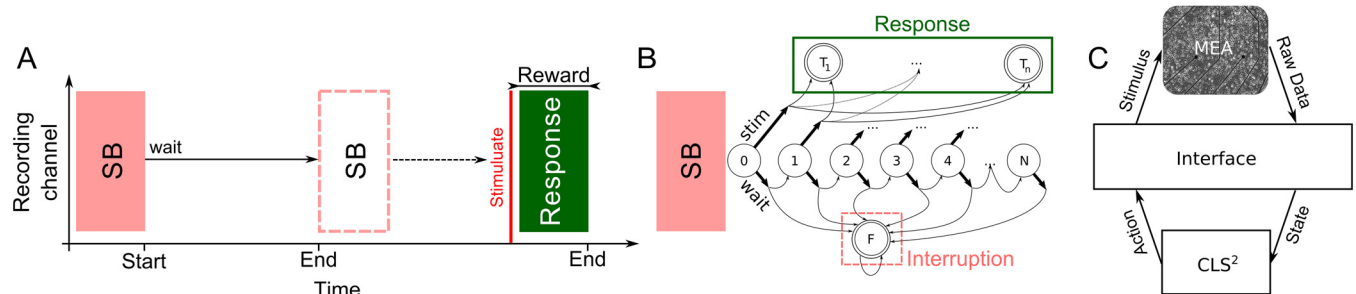 A
Recording
channel
SB
wait
SB
Stimuluate
Reward
Response
Start
End
End
Time
B
Response
T1
...
Tn
SB
stim
wait
...
...
...
0
1
2
3
4
...
N
F
Interruption
C
MEA
Stimulus
Raw Data
Interface
Action
State
CLS²